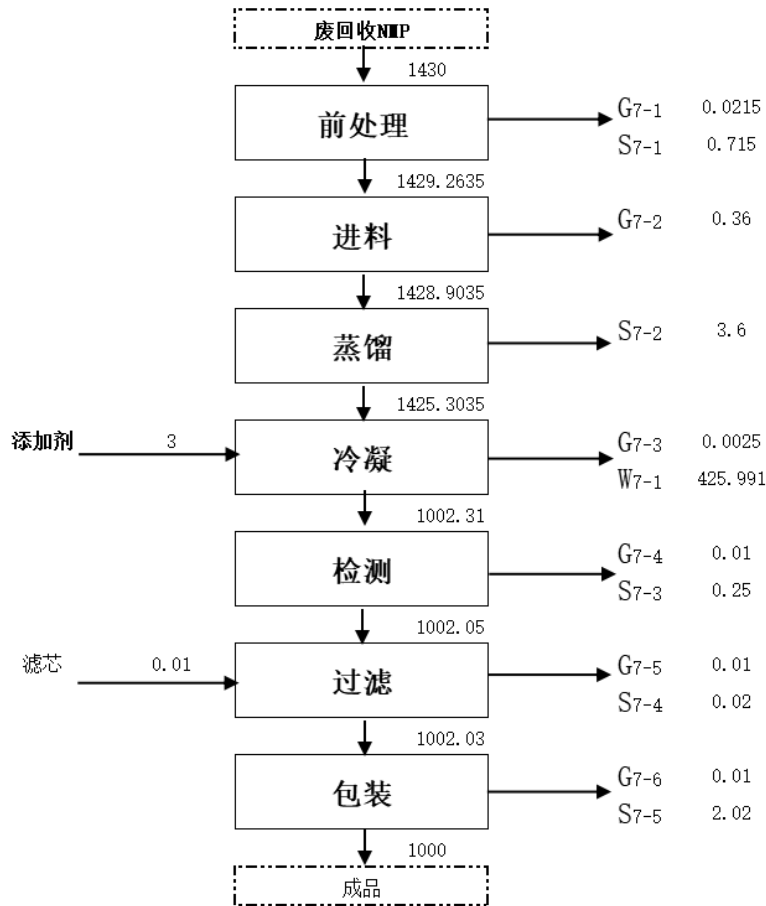 废回收NMP
1430
前处理
G7-1 0.0215
S7-1 0.715
1429.2635
进料
G7-2 0.36
1428.9035
蒸馏
S7-2 3.6
1425.3035
添加剂 3
冷凝
G7-3 0.0025
W7-1 425.991
1002.31
检测
G7-4 0.01
S7-3 0.25
1002.05
滤芯 0.01
过滤
G7-5 0.01
S7-4 0.02
1002.03
包装
G7-6 0.01
S7-5 2.02
1000
成品